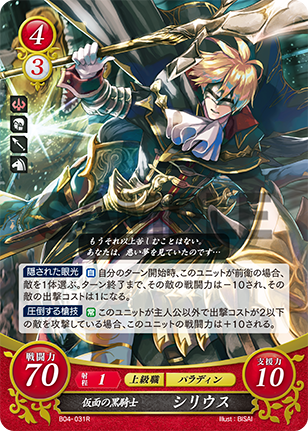 4
3
もうそれ以上苦しむことはない。
あなたは、悪い夢を見ていたのです…
隠された眼光 自 自分のターン開始時、このユニットが前衛の場合、
敵を1体選ぶ。ターン終了まで、その敵の戦闘力は－10され、その
敵の出撃コストは1になる。
圧倒する槍技 常 このユニットが主人公以外で出撃コストが2以下
の敵を攻撃している場合、このユニットの戦闘力は＋10される。
戦闘力
70
射程 1 上級職 パラディン
支援力
10
仮面の黒騎士 シリウス
B04-031R Illust：BISAI